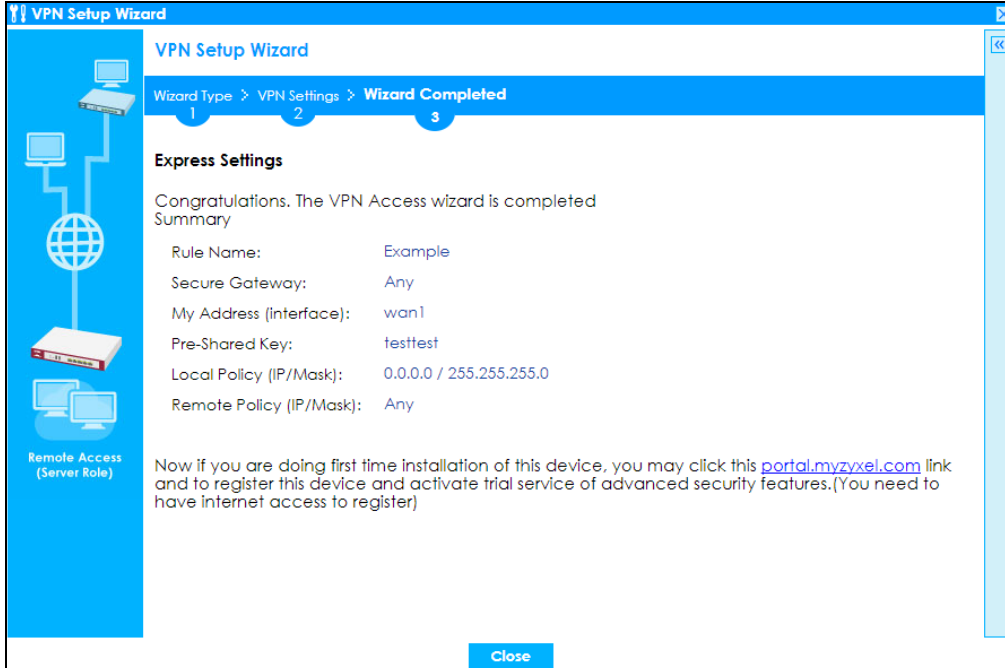 VPN Setup Wizard
VPN Setup Wizard
Wizard Type > VPN Settings > Wizard Completed
1 2 3
Express Settings
Congratulations. The VPN Access wizard is completed
Summary
Rule Name: Example
Secure Gateway: Any
My Address (interface): wan1
Pre-Shared Key: testtest
Local Policy (IP/Mask): 0.0.0.0 / 255.255.255.0
Remote Policy (IP/Mask): Any
Remote Access
(Server Role)
Now if you are doing first time installation of this device, you may click this portal.myzyxel.com link
and to register this device and activate trial service of advanced security features.(You need to
have internet access to register)
Close